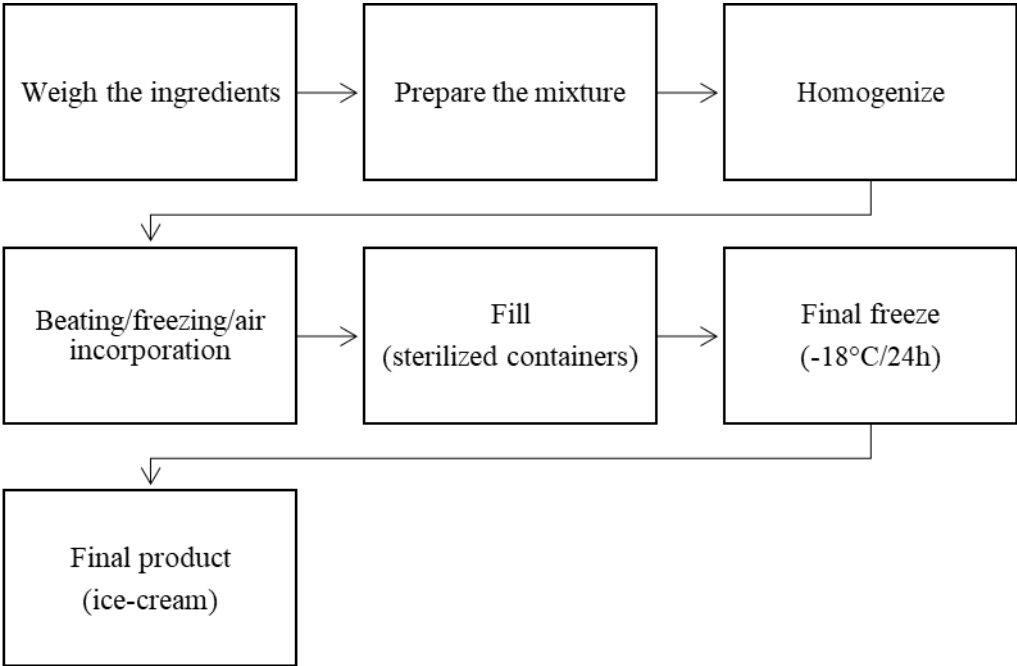 Weigh the ingredients
Prepare the mixture
Homogenize
Beating/freezing/air
incorporation
Fill
(sterilized containers)
Final freeze
(-18°C/24h)
Final product
(ice-cream)